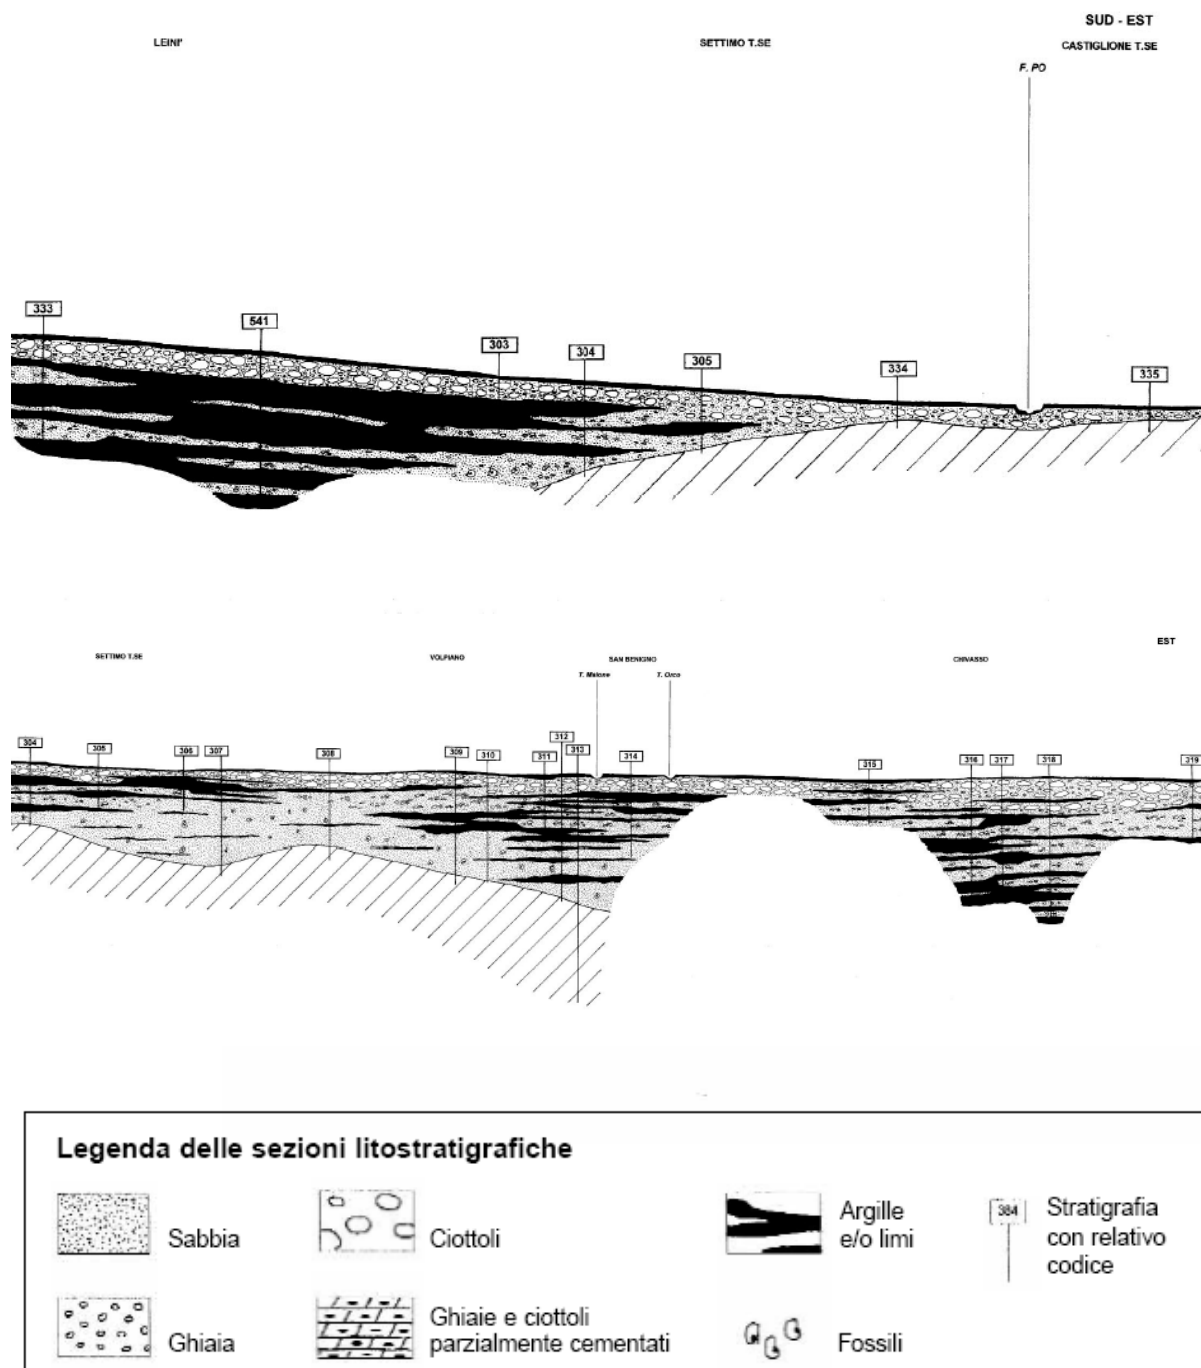 SUD - EST
LEINI'
SETTIMO T.SE
CASTIGLIONE T.SE
F. PO
333
541
303
304
305
334
335
EST
SETTIMO T.SE
VOLPIANO
SAN BENIGNO
CHIVASSO
T. Malone
T. Orco
304
305
306
307
308
309
310
311
312
313
314
315
316
317
318
319
Legenda delle sezioni litostratigrafiche
Sabbia
Ciottoli
Argille
e/o limi
384
Stratigrafia
con relativo
codice
Ghiaia
Ghiaie e ciottoli
parzialmente cementati
Fossili